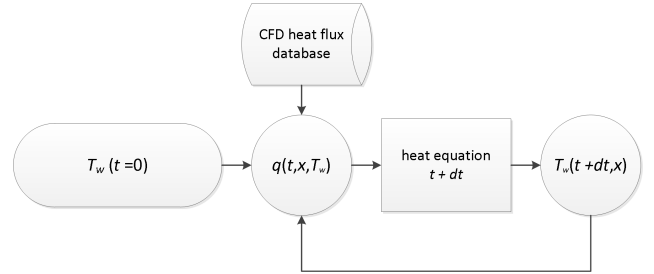 CFD heat flux
database
T_w (t =0)
q(t,x,T_w)
heat equation
t + dt
T_w(t +dt,x)